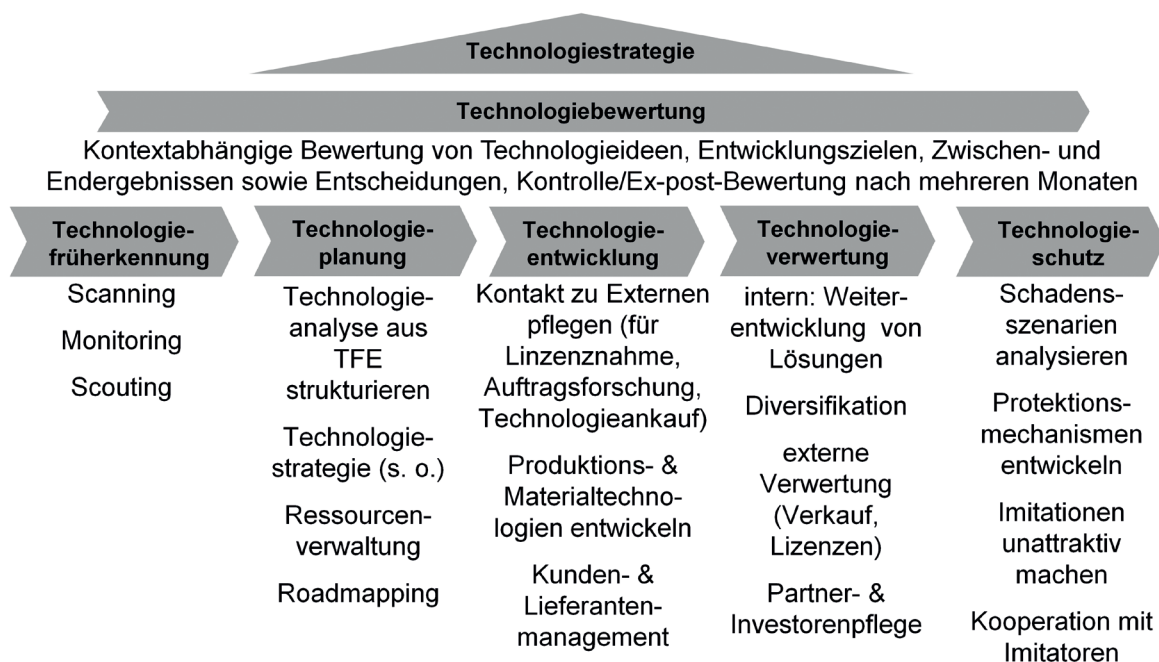 Technologiestrategie
Technologiebewertung
Kontextabhängige Bewertung von Technologieideen, Entwicklungszielen, Zwischen- und
Endergebnissen sowie Entscheidungen, Kontrolle/Ex-post-Bewertung nach mehreren Monaten
Technologie-
früherkennung
Scanning
Monitoring
Scouting
Technologie-
planung
Technologie-
analyse aus
TFE
strukturieren
Technologie-
strategie (s. o.)
Ressourcen-
verwaltung
Roadmapping
Technologie-
entwicklung
Kontakt zu Externen
pflegen (für
Linzenznahme,
Auftragsforschung,
Technologieankauf)
Produktions- &
Materialtechno-
logien entwickeln
Kunden- &
Lieferanten-
management
Technologie-
verwertung
intern: Weiter-
entwicklung von
Lösungen
Diversifikation
externe
Verwertung
(Verkauf,
Lizenzen)
Partner- &
Investorenpflege
Technologie-
schutz
Schadens-
szenarien
analysieren
Protektions-
mechanismen
entwickeln
Imitationen
unattraktiv
machen
Kooperation mit
Imitatoren